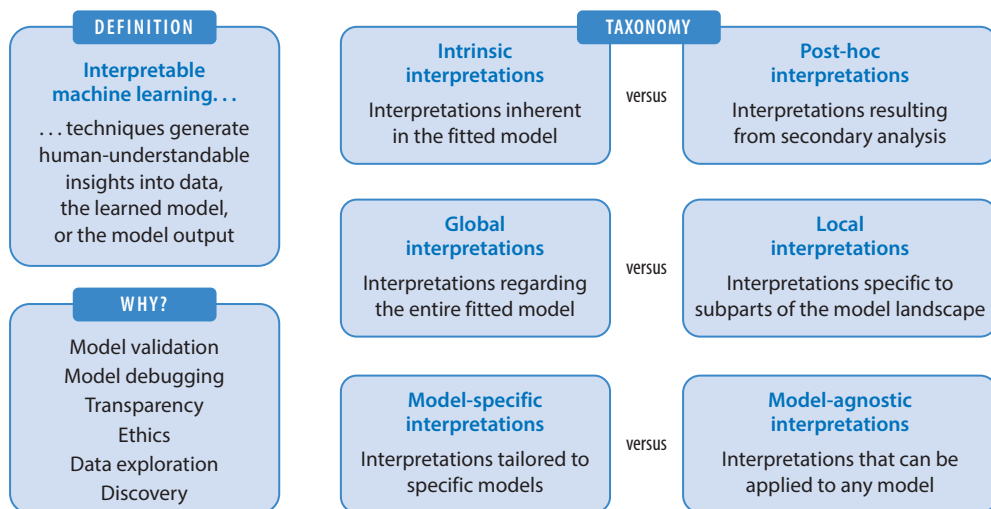 DEFINITION
Interpretable
machine learning...
... techniques generate
human-understandable
insights into data,
the learned model,
or the model output
WHY?
Model validation
Model debugging
Transparency
Ethics
Data exploration
Discovery
TAXONOMY
Intrinsic
interpretations
Interpretations inherent
in the fitted model
versus
Post-hoc
interpretations
Interpretations resulting
from secondary analysis
Global
interpretations
Interpretations regarding
the entire fitted model
versus
Local
interpretations
Interpretations specific to
subparts of the model landscape
Model-specific
interpretations
Interpretations tailored to
specific models
versus
Model-agnostic
interpretations
Interpretations that can be
applied to any model